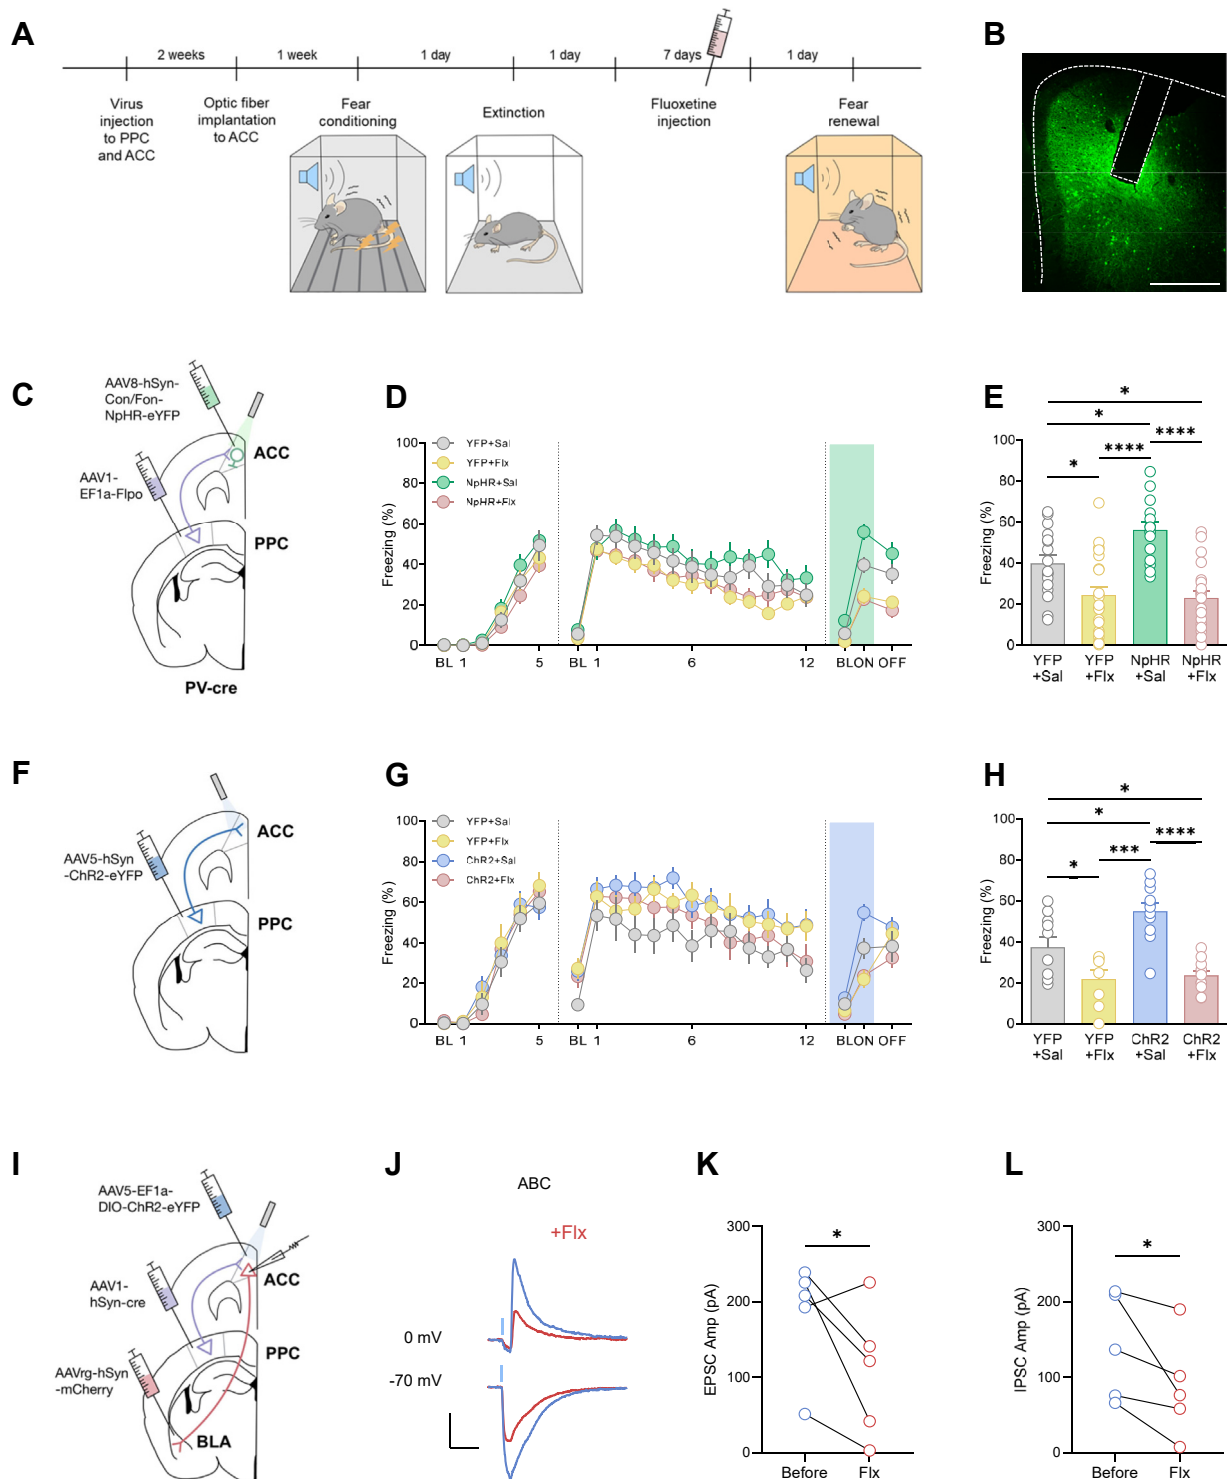 A
2 weeks
1 week
1 day
1 day
7 days
1 day
Virus
injection
to PPC
and ACC
Optic fiber
implantation
to ACC
Fear
conditioning
Extinction
Fluoxetine
injection
Fear
renewal
B
C
AAV8-hSyn-
Con/Fon-
NpHR-eYFP
ACC
AAV1-
EF1a-Flpo
PPC
PV-cre
D
YFP+Sal
YFP+Flx
NpHR+Sal
NpHR+Flx
Freezing (%)
100
80
60
40
20
0
BL 1 5 BL 1 6 12 BL ON OFF
E
*
*
* **** ****
Freezing (%)
100
80
60
40
20
0
YFP YFP NpHR NpHR
+Sal +Flx +Sal +Flx
F
ACC
AAV5-hSyn
-ChR2-eYFP
PPC
G
YFP+Sal
YFP+Flx
ChR2+Sal
ChR2+Flx
Freezing (%)
100
80
60
40
20
0
BL 1 5 BL 1 6 12 BL ON OFF
H
*
*
* *** ****
Freezing (%)
100
80
60
40
20
0
YFP YFP ChR2 ChR2
+Sal +Flx +Sal +Flx
I
AAV5-EF1a-
DIO-ChR2-eYFP
AAV1-
hSyn-cre
ACC
PPC
AAVrg-hSyn
-mCherry
BLA
J
ABC
+Flx
0 mV
-70 mV
K
*
EPSC Amp (pA)
300
200
100
0
Before Flx
L
*
IPSC Amp (pA)
300
200
100
0
Before Flx